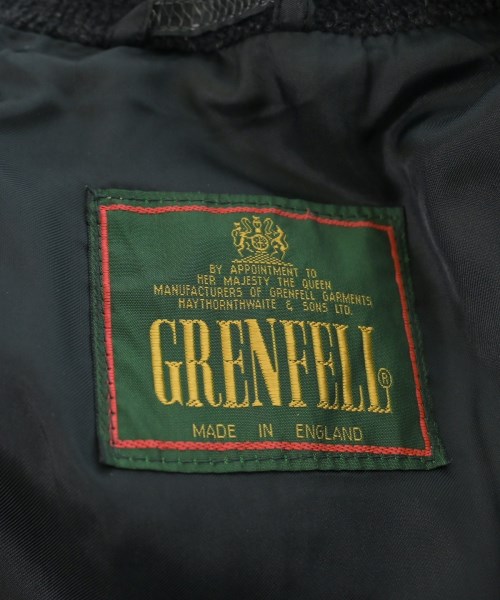 BY APPOINTMENT TO
HER MAJESTY THE QUEEN
MANUFACTURERS OF GRENFELL GARMENTS
HAYTHORNTHWAITE & SONS LTD.
GRENFELL®
MADE IN ENGLAND